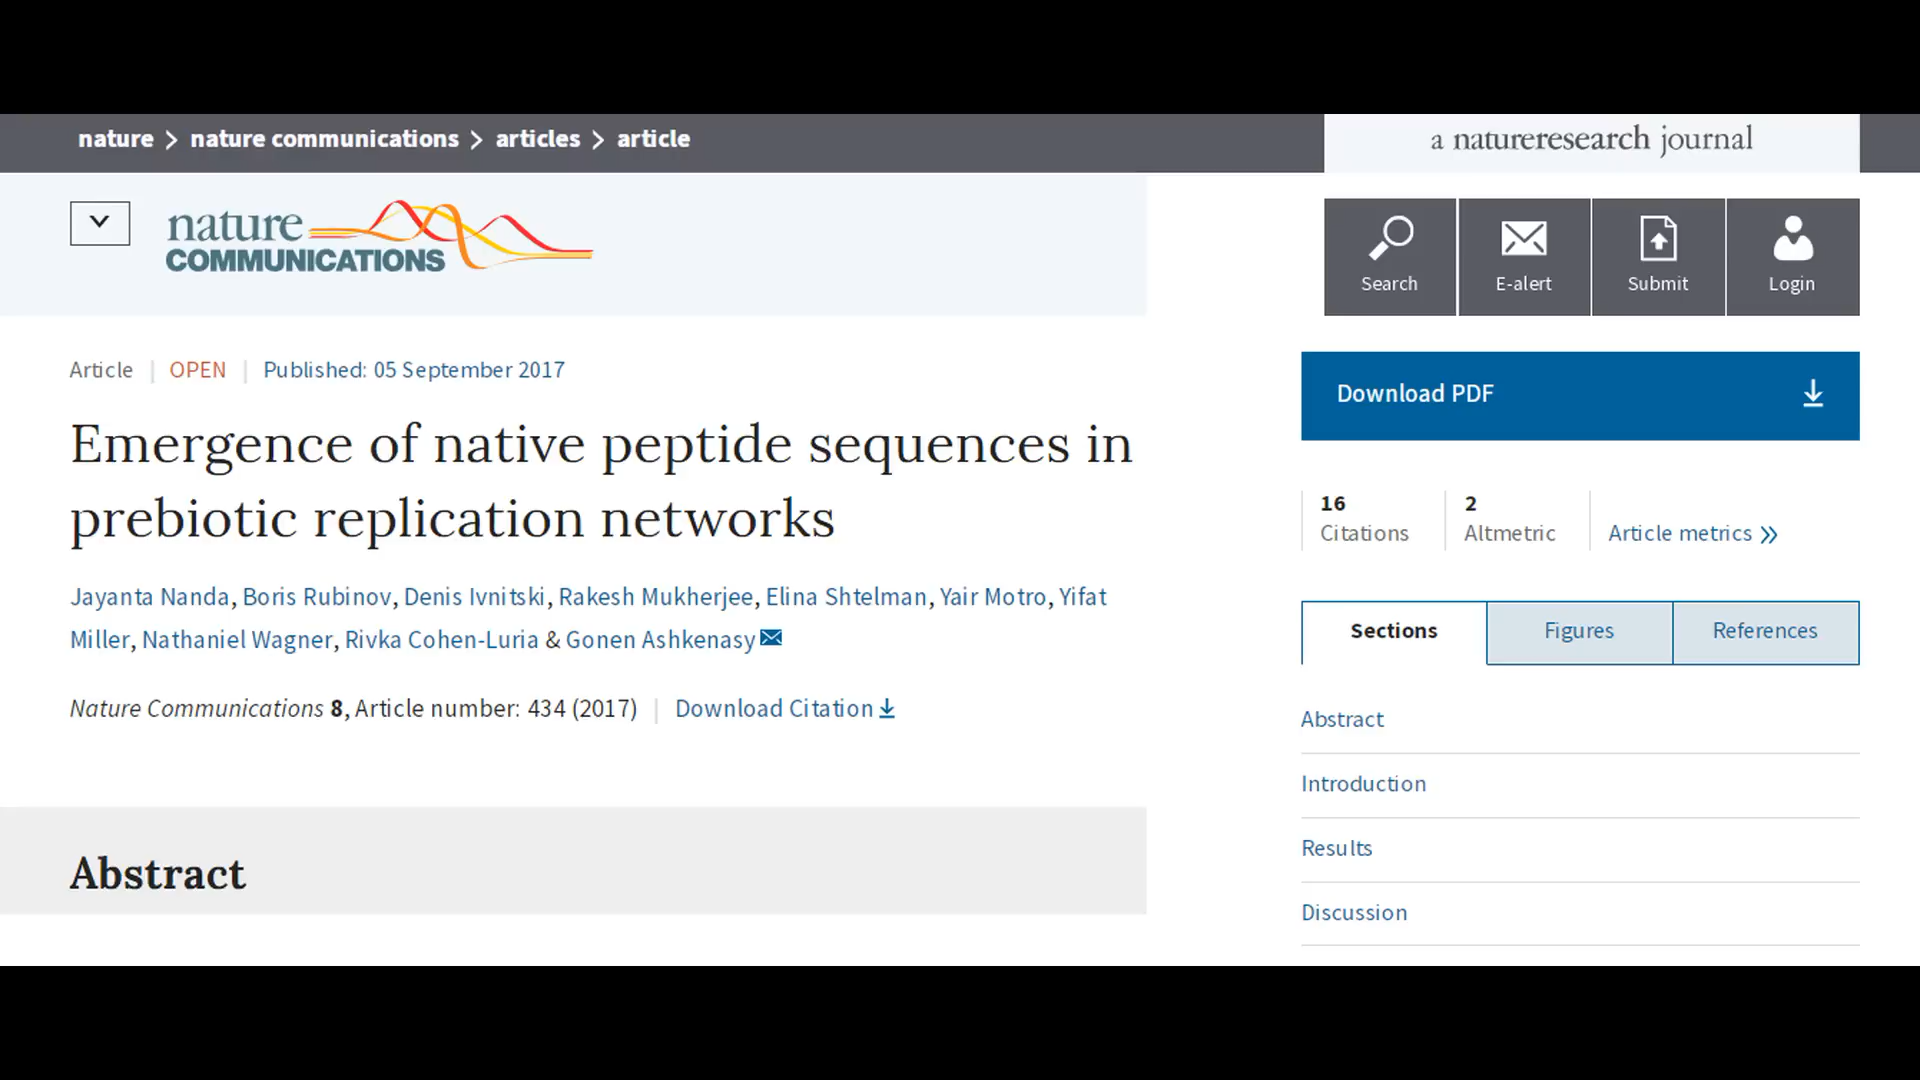 nature > nature communications > articles > article
a natureresearch journal
nature
COMMUNICATIONS
Search
E-alert
Submit
Login
Article | OPEN | Published: 05 September 2017
Emergence of native peptide sequences in
prebiotic replication networks
Jayanta Nanda, Boris Rubinov, Denis Ivnitski, Rakesh Mukherjee, Elina Shtelman, Yair Motro, Yifat
Miller, Nathaniel Wagner, Rivka Cohen-Luria & Gonen Ashkenasy
Nature Communications 8, Article number: 434 (2017) | Download Citation
Abstract
Download PDF
16 2
Citations Altmetric Article metrics
Sections Figures References
Abstract
Introduction
Results
Discussion